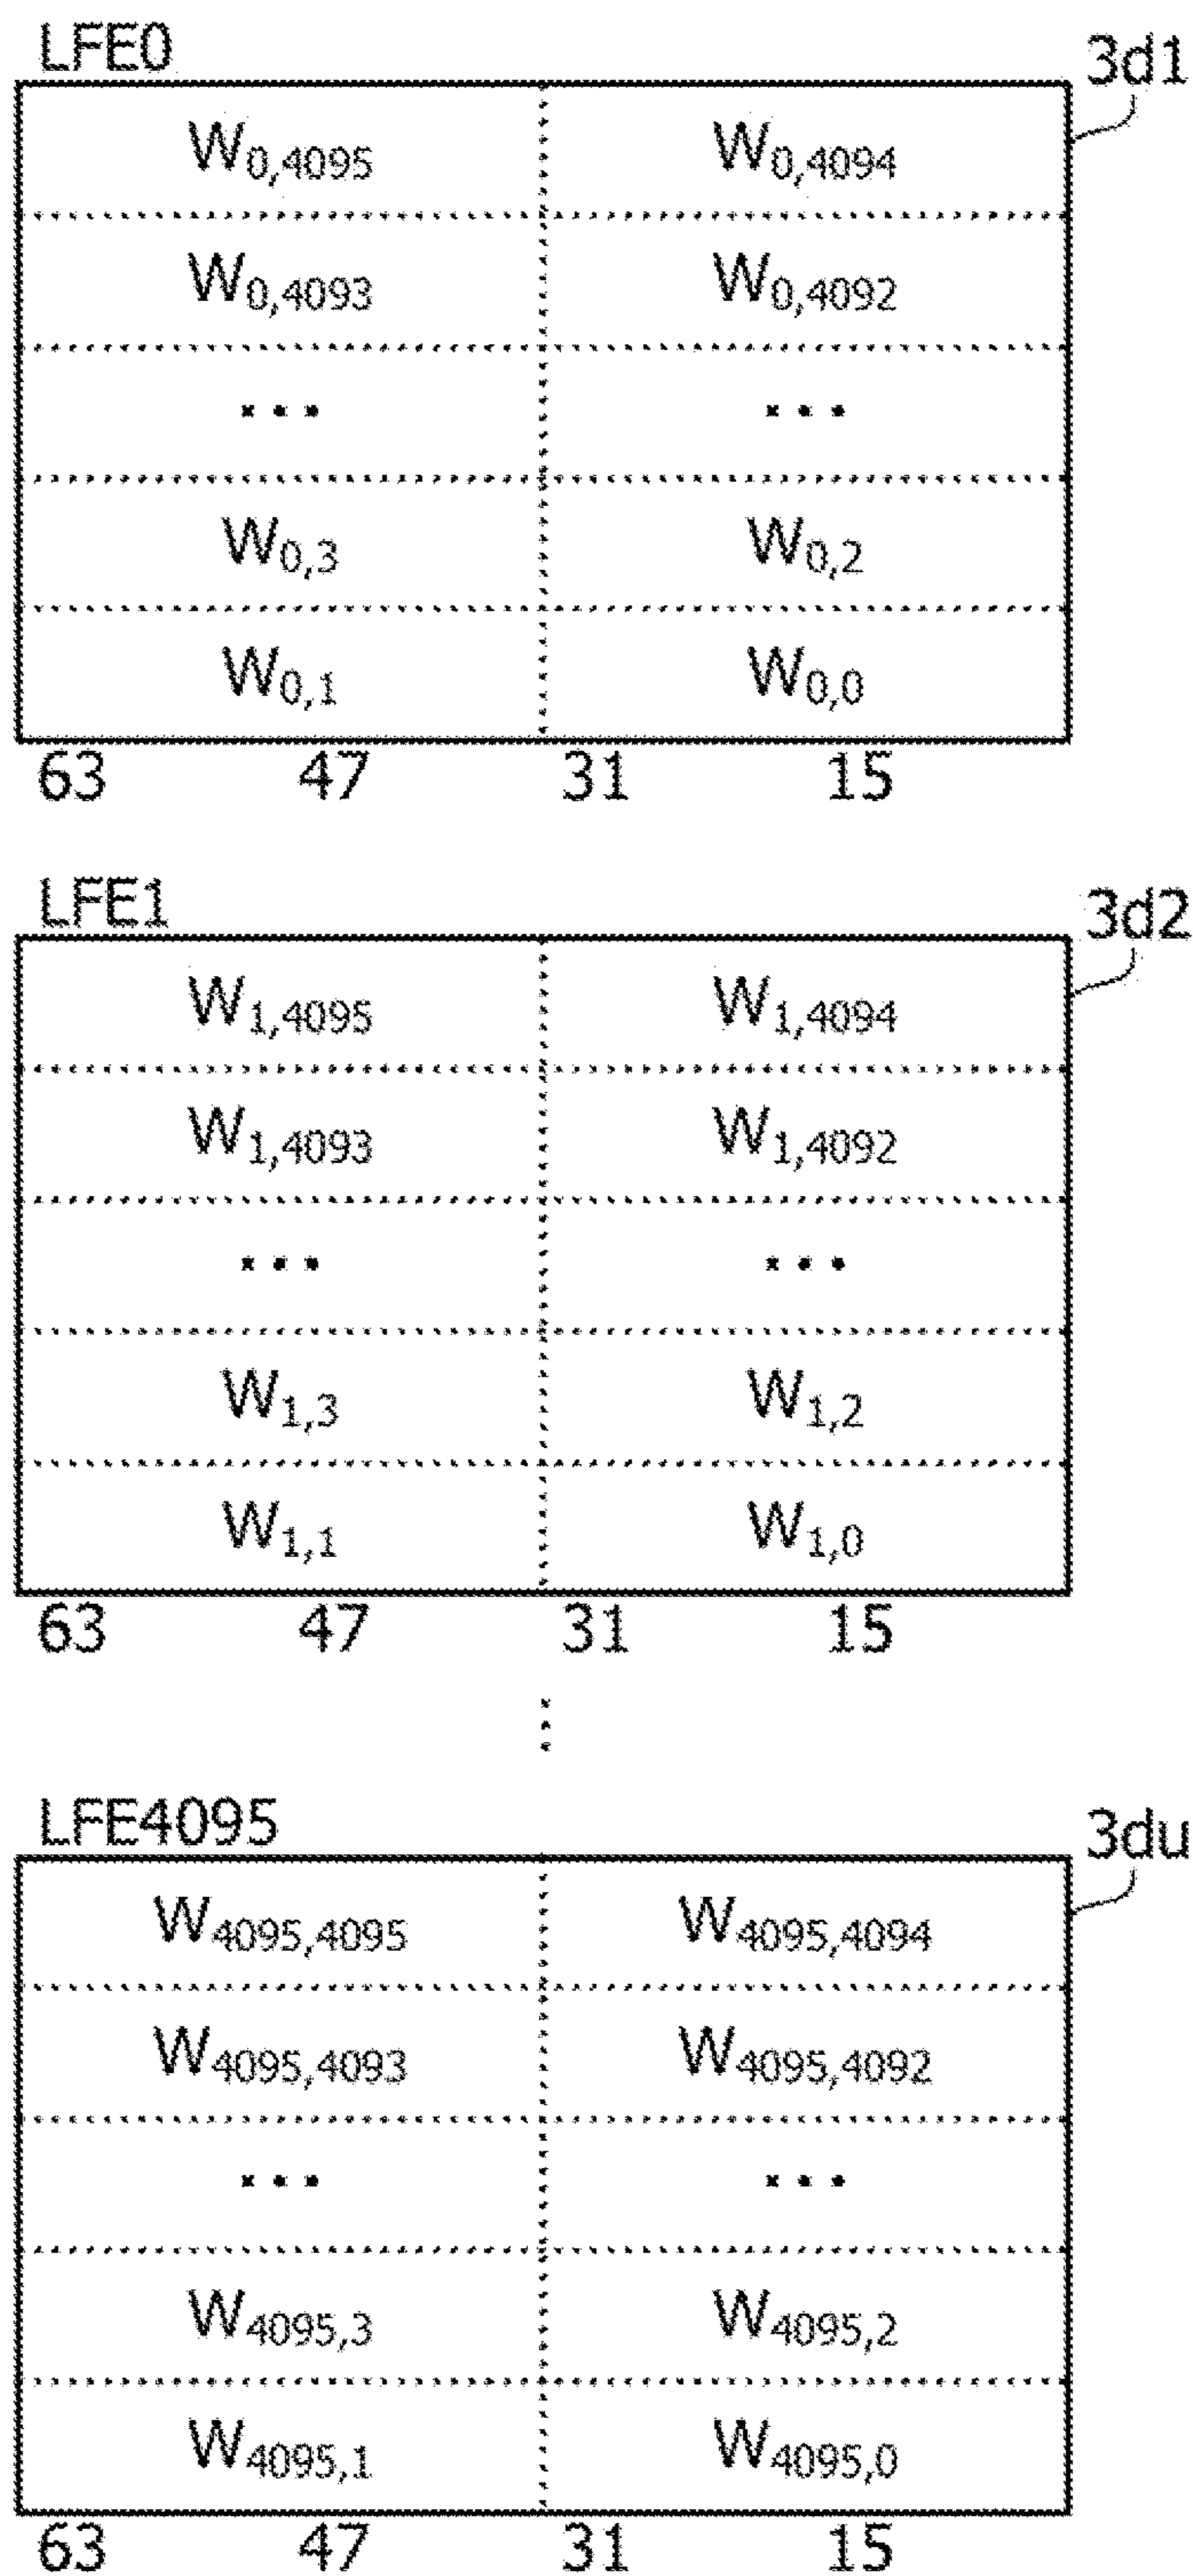 LFE0 3d1
W0,4095 W0,4094
W0,4093 W0,4092
... ...
W0,3 W0,2
W0,1 W0,0
63 47 31 15
LFE1 3d2
W1,4095 W1,4094
W1,4093 W1,4092
... ...
W1,3 W1,2
W1,1 W1,0
63 47 31 15
⋮
LFE4095 3du
W4095,4095 W4095,4094
W4095,4093 W4095,4092
... ...
W4095,3 W4095,2
W4095,1 W4095,0
63 47 31 15